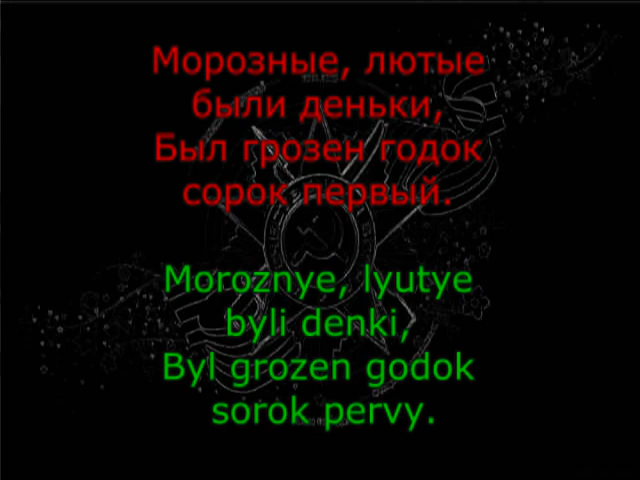 Морозные, лютые
были деньки,
Был грозен годок
сорок первый.
Moroznye, lyutye
byli denki,
Byl grozen godok
sorok pervy.